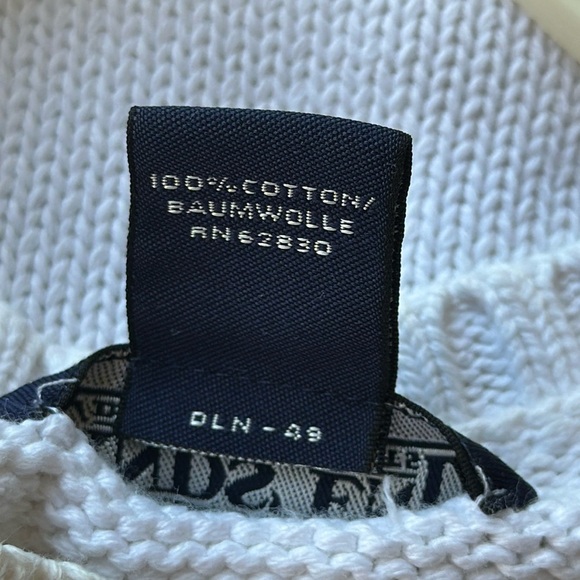 100% COTTON/
BAUMWOLLE
RN 62830
DLN - 49